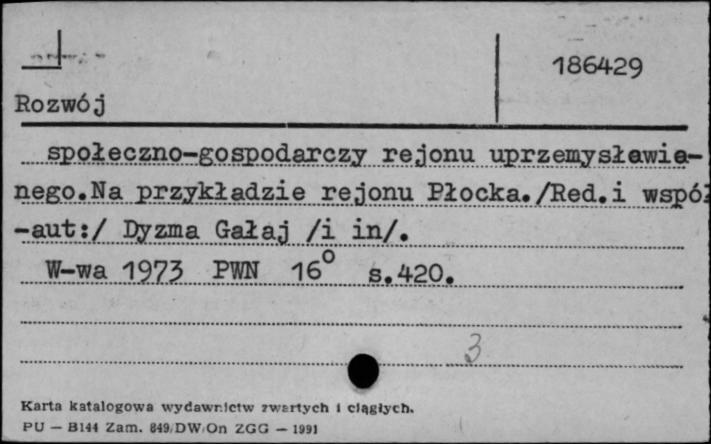 186429
Rozwój
społeczno-gospodarczy rejonu uprzemysławia-
nego.Na przykładzie rejonu Płocka./Red.i współ
-aut:/ Dyzma Gałaj /i in/.
W-wa 1973 PWN 16° s.420.
3
Karta katalogowa wydawnictw zwartych i ciągłych.
PU — B144 Zam. 849/DW/On ZGG — 1991